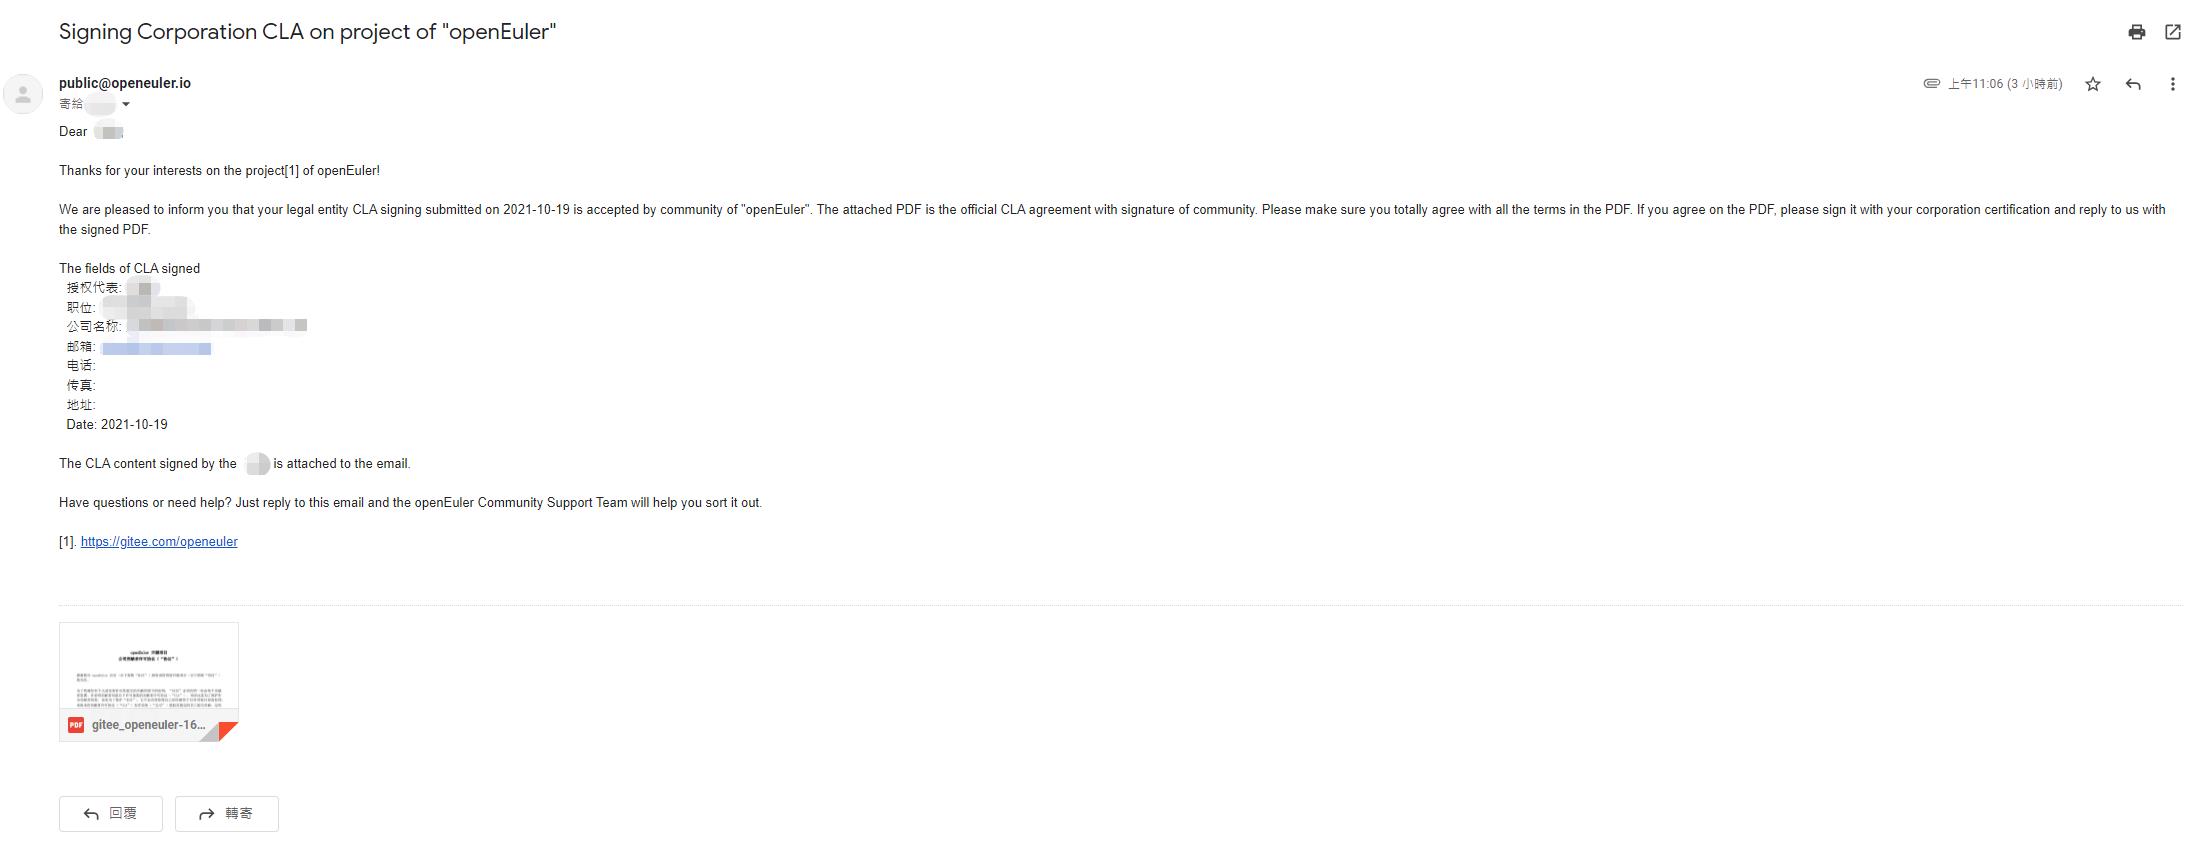 Signing Corporation CLA on project of "openEuler"
public@openeuler.io
上午11:06 (3 小時前)
寄給
Dear
Thanks for your interests on the project[1] of openEuler!
We are pleased to inform you that your legal entity CLA signing submitted on 2021-10-19 is accepted by community of "openEuler". The attached PDF is the official CLA agreement with signature of community. Please make sure you totally agree with all the terms in the PDF. If you agree on the PDF, please sign it with your corporation certification and reply to us with
the signed PDF.
The fields of CLA signed
授权代表:
职位:
公司名称:
邮箱:
电话:
传真:
地址:
Date: 2021-10-19
The CLA content signed by the is attached to the email.
Have questions or need help? Just reply to this email and the openEuler Community Support Team will help you sort it out.
[1]. https://gitee.com/openeuler
PDF gitee_openeuler-16...
回覆 轉寄